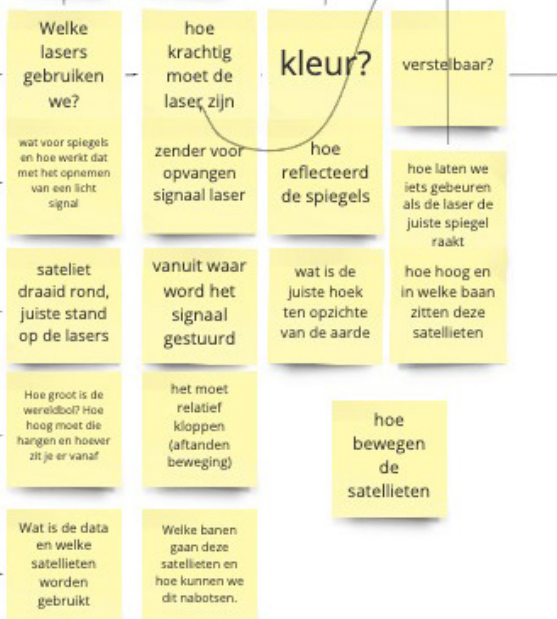 Welke
lasers
gebruiken
we?
hoe
krachtig
moet de
laser zijn
kleur?
verstelbaar?
wat voor spiegels
en hoe werkt dat
met het opnemen
van een licht
signaal
zender voor
opvangen
signaal laser
hoe
reflecteerd
de spiegels
hoe laten we
iets gebeuren
als de laser de
juiste spiegel
raakt
sateliet
draaid rond,
juiste stand
op de lasers
vanuit waar
word het
signaal
gestuurd
wat is de
juiste hoek
ten opzichte
van de aarde
hoe hoog en
in welke baan
zitten deze
satellieten
Hoe groot is de
wereldbol? Hoe
hoog moet die
hangen en hoever
zit je er vanaf
het moet
relatief
kloppen
(aftanden
beweging)
hoe
bewegen
de
satellieten
Wat is de data
en welke
satellieten
worden
gebruikt
Welke banen
gaan deze
satellieten en
hoe kunnen we
dit nabotsen.